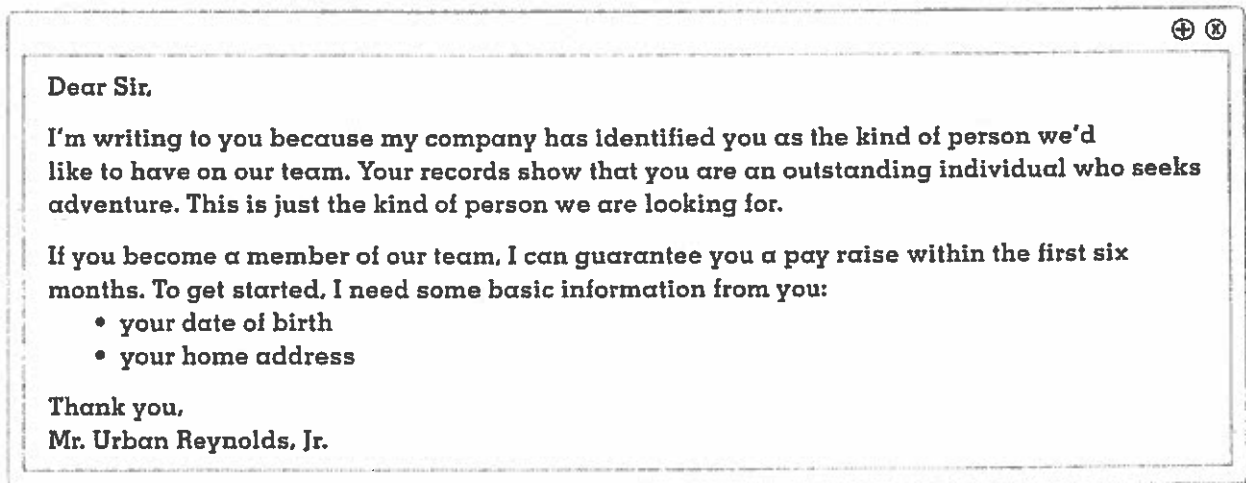 Dear Sir,
I'm writing to you because my company has identified you as the kind of person we'd
like to have on our team. Your records show that you are an outstanding individual who seeks
adventure. This is just the kind of person we are looking for.
If you become a member of our team, I can guarantee you a pay raise within the first six
months. To get started, I need some basic information from you:
• your date of birth
• your home address
Thank you,
Mr. Urban Reynolds, Jr.